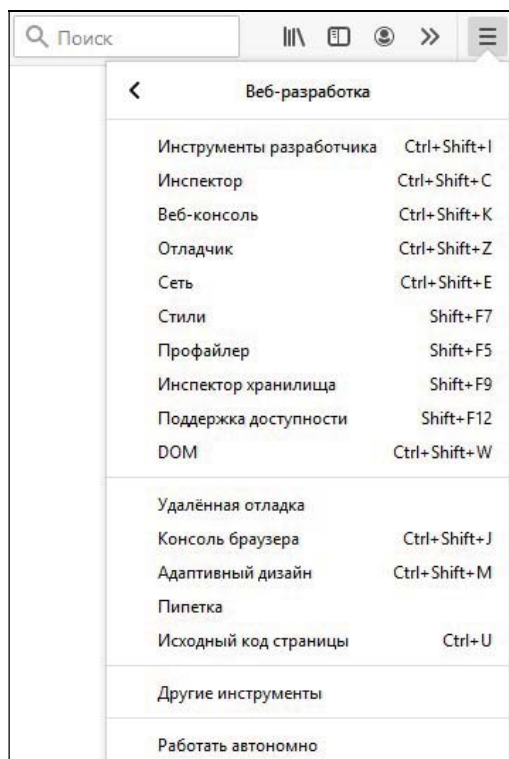 Поиск
Веб-разработка
Инструменты разработчика Ctrl+Shift+I
Инспектор Ctrl+Shift+C
Веб-консоль Ctrl+Shift+K
Отладчик Ctrl+Shift+Z
Сеть Ctrl+Shift+E
Стили Shift+F7
Профайлер Shift+F5
Инспектор хранилища Shift+F9
Поддержка доступности Shift+F12
DOM Ctrl+Shift+W
Удалённая отладка
Консоль браузера Ctrl+Shift+J
Адаптивный дизайн Ctrl+Shift+M
Пипетка
Исходный код страницы Ctrl+U
Другие инструменты
Работать автономно